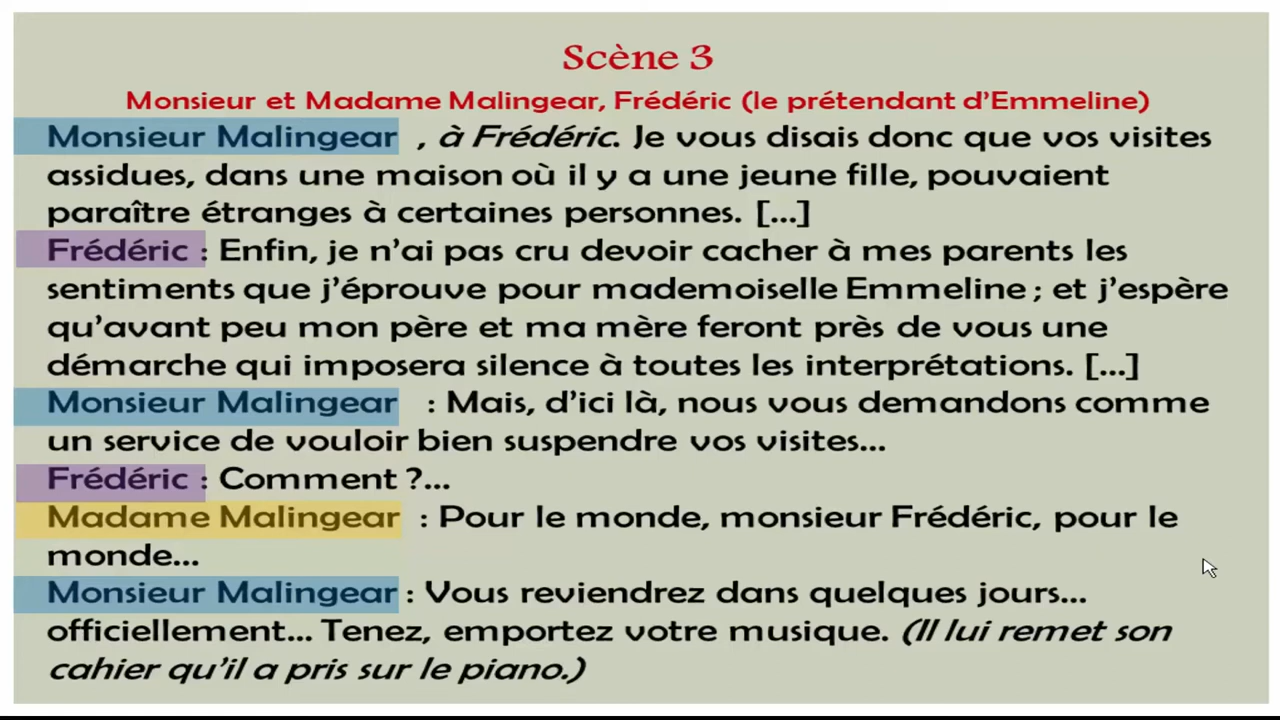 Scène 3
Monsieur et Madame Malingear, Frédéric (le prétendant d'Emmeline)
Monsieur Malingear , à Frédéric. Je vous disais donc que vos visites
assidues, dans une maison où il y a une jeune fille, pouvaient
paraître étranges à certaines personnes. [...]
Frédéric : Enfin, je n'ai pas cru devoir cacher à mes parents les
sentiments que j'éprouve pour mademoiselle Emmeline ; et j'espère
qu'avant peu mon père et ma mère feront près de vous une
démarche qui imposera silence à toutes les interprétations. [...]
Monsieur Malingear : Mais, d'ici là, nous vous demandons comme
un service de vouloir bien suspendre vos visites...
Frédéric : Comment ?...
Madame Malingear : Pour le monde, monsieur Frédéric, pour le
monde...
Monsieur Malingear : Vous reviendrez dans quelques jours...
officiellement... Tenez, emportez votre musique. (Il lui remet son
cahier qu'il a pris sur le piano.)